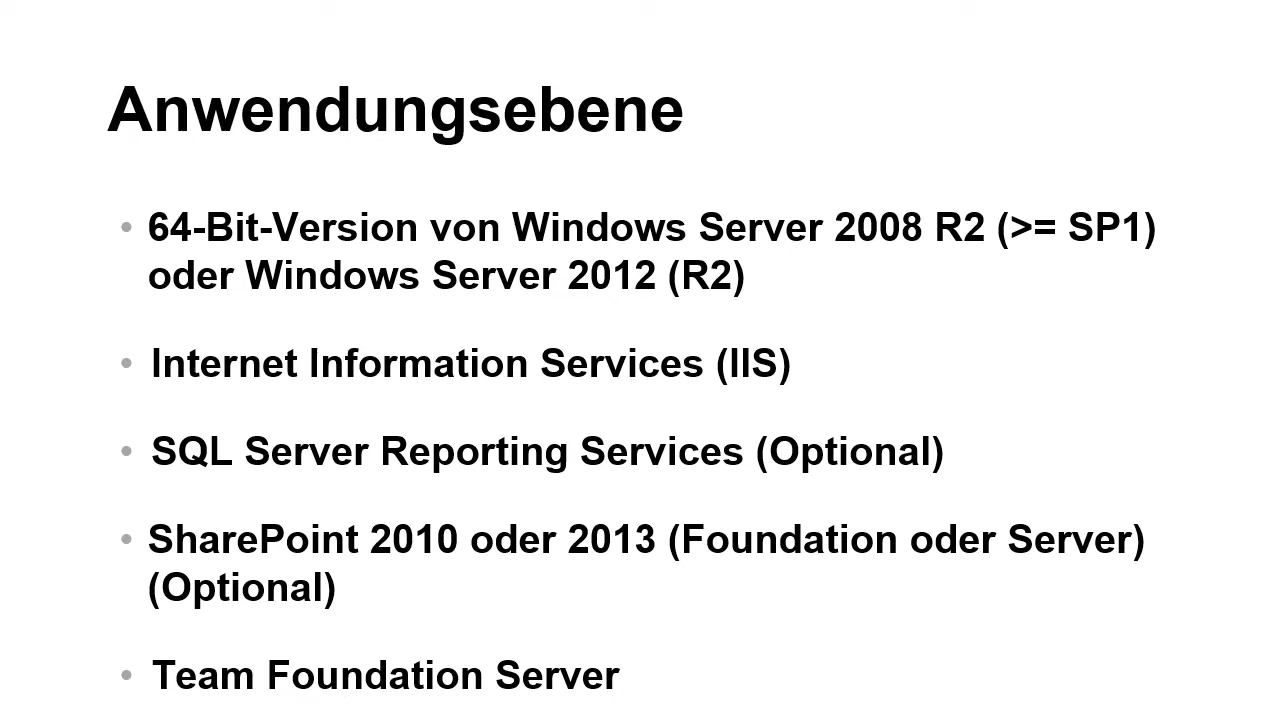 Anwendungsebene
• 64-Bit-Version von Windows Server 2008 R2 (>= SP1)
oder Windows Server 2012 (R2)
• Internet Information Services (IIS)
• SQL Server Reporting Services (Optional)
• SharePoint 2010 oder 2013 (Foundation oder Server)
(Optional)
• Team Foundation Server